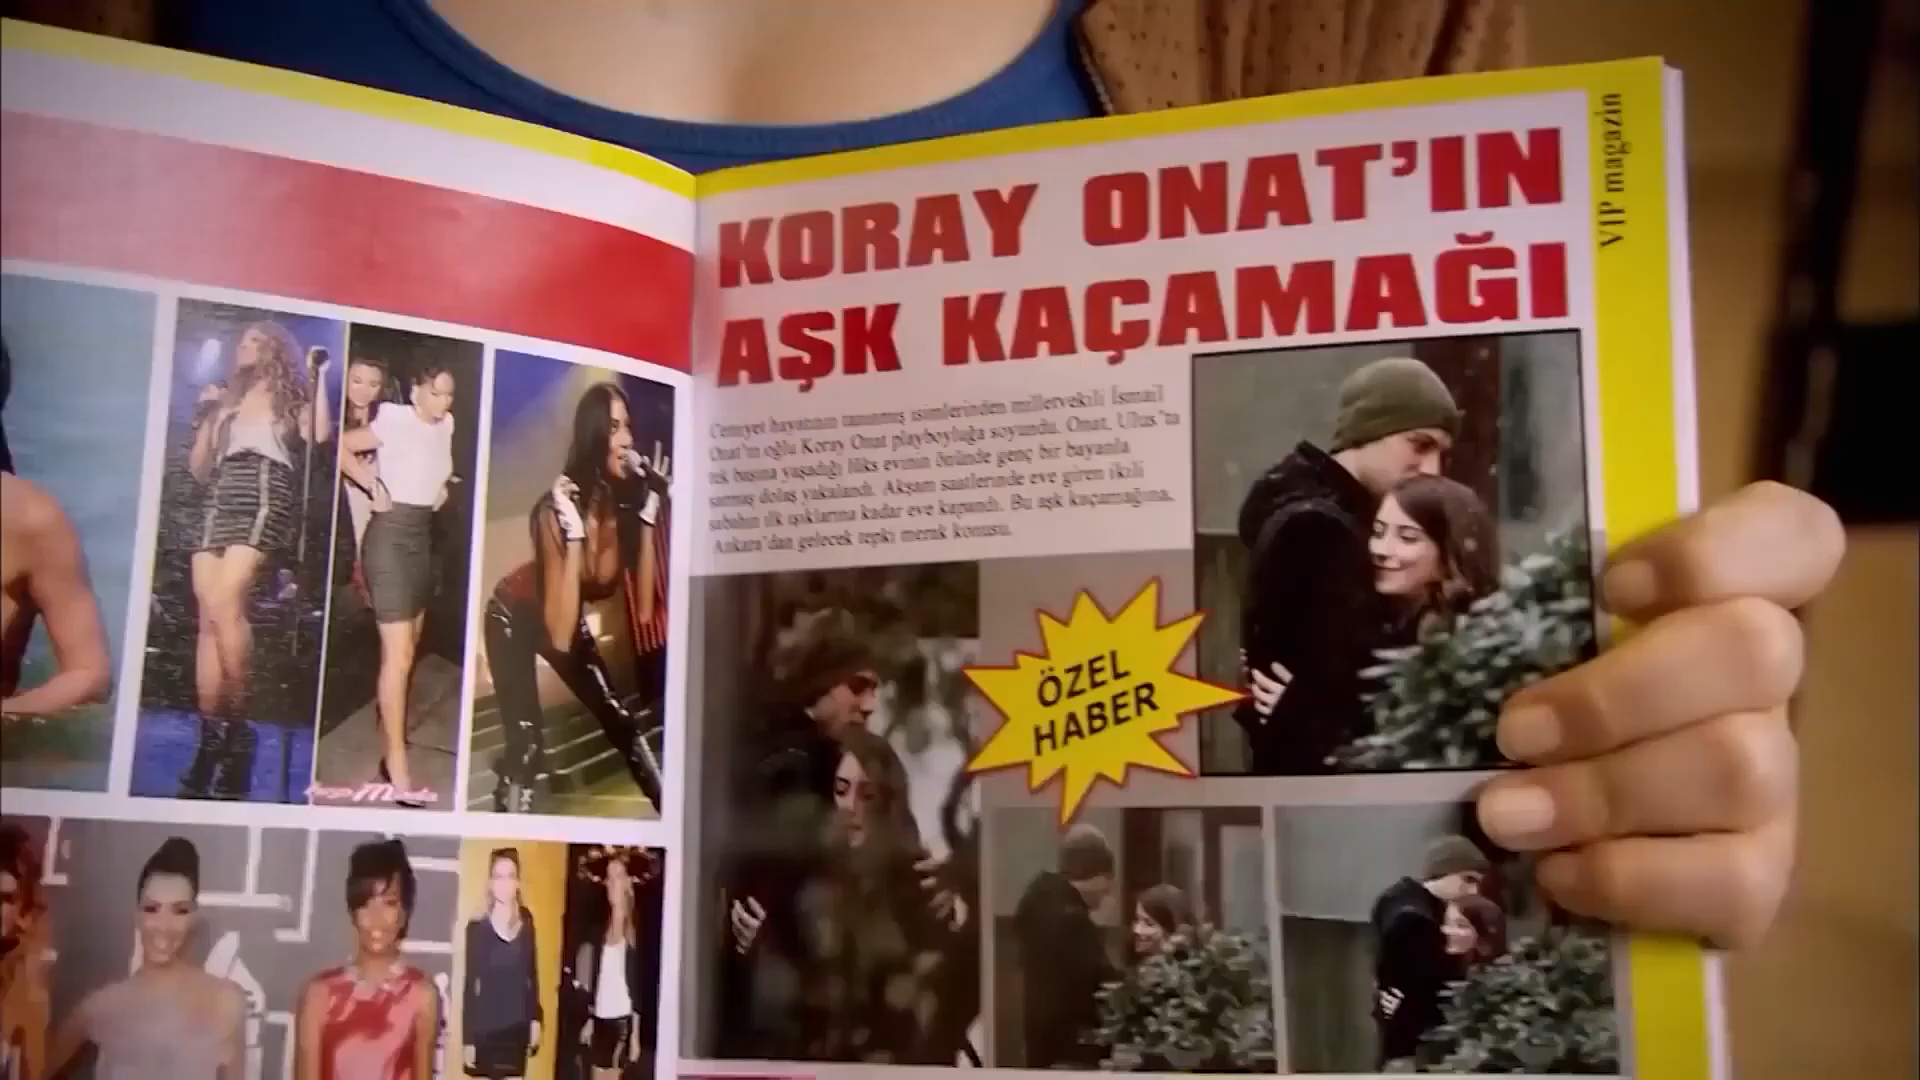 KORAY ONAT'IN
AŞK KAÇAMAĞI
VIP magazin
Cemiyet hayatının tanınmış isimlerinden milletvekili İsmail
Onat'ın oğlu Koray Onat playboyluğa soyundu. Onat, Ulus'ta
tek başına yaşadığı lüks evinin önünde genç bir bayanla
sarmaş dolaş yakalandı. Akşam saatlerinde eve giren ikili
sabahın ilk ışıklarına kadar eve kapandı. Bu aşk kaçamağına,
Ankara'dan gelecek tepki merak konusu.
ÖZEL
HABER